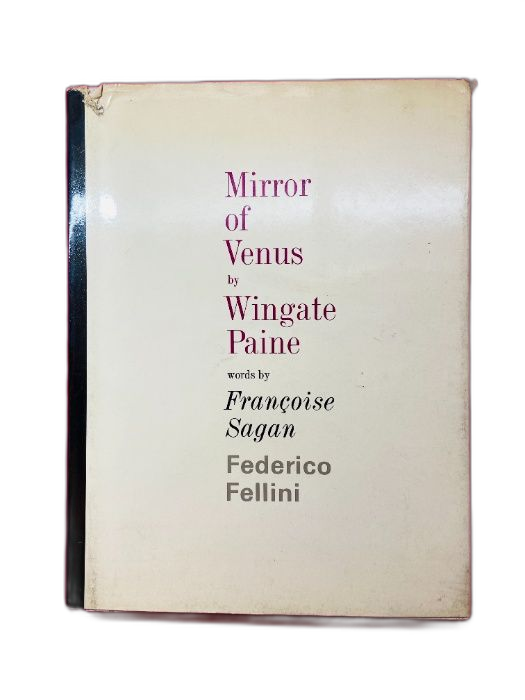 Mirror
of
Venus
by
Wingate
Paine
words by
Françoise
Sagan
Federico
Fellini